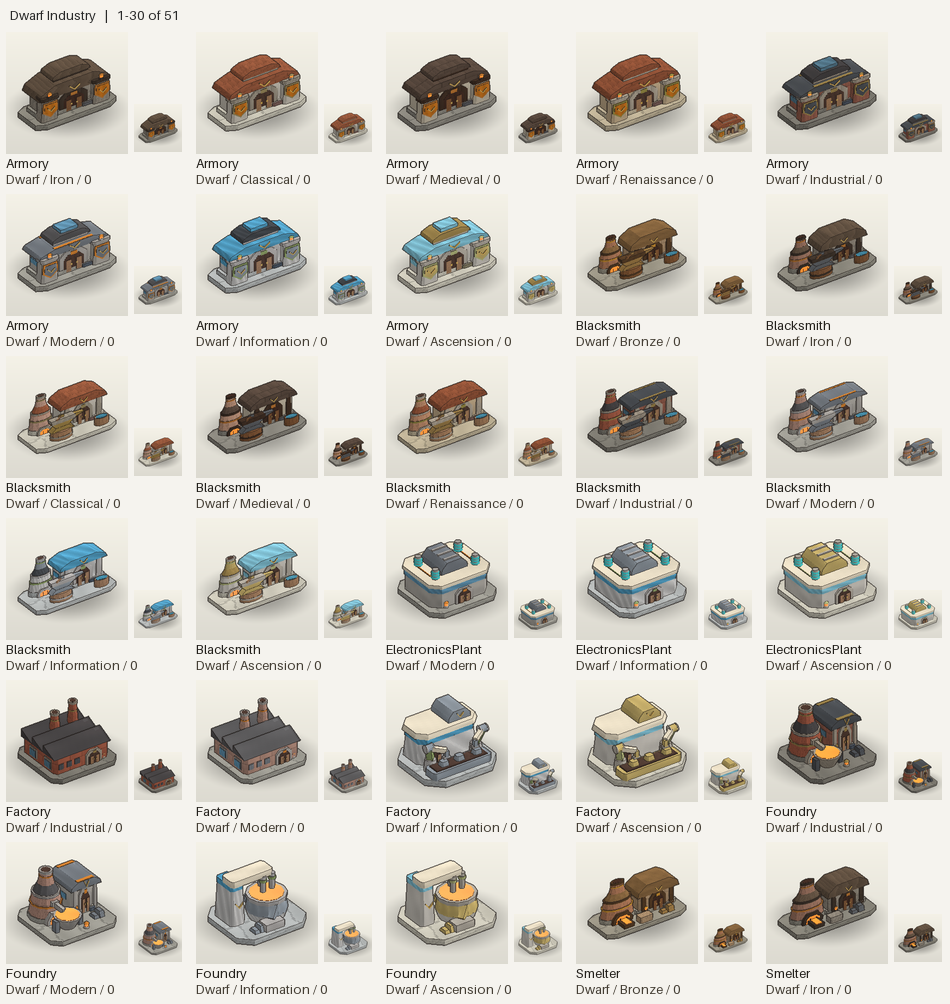 Dwarf Industry | 1-30 of 51
Armory
Dwarf / Iron / 0
Armory
Dwarf / Classical / 0
Armory
Dwarf / Medieval / 0
Armory
Dwarf / Renaissance / 0
Armory
Dwarf / Industrial / 0
Armory
Dwarf / Modern / 0
Armory
Dwarf / Information / 0
Armory
Dwarf / Ascension / 0
Blacksmith
Dwarf / Bronze / 0
Blacksmith
Dwarf / Iron / 0
Blacksmith
Dwarf / Classical / 0
Blacksmith
Dwarf / Medieval / 0
Blacksmith
Dwarf / Renaissance / 0
Blacksmith
Dwarf / Industrial / 0
Blacksmith
Dwarf / Modern / 0
Blacksmith
Dwarf / Information / 0
Blacksmith
Dwarf / Ascension / 0
ElectronicsPlant
Dwarf / Modern / 0
ElectronicsPlant
Dwarf / Information / 0
ElectronicsPlant
Dwarf / Ascension / 0
Factory
Dwarf / Industrial / 0
Factory
Dwarf / Modern / 0
Factory
Dwarf / Information / 0
Factory
Dwarf / Ascension / 0
Foundry
Dwarf / Industrial / 0
Foundry
Dwarf / Modern / 0
Foundry
Dwarf / Information / 0
Foundry
Dwarf / Ascension / 0
Smelter
Dwarf / Bronze / 0
Smelter
Dwarf / Iron / 0